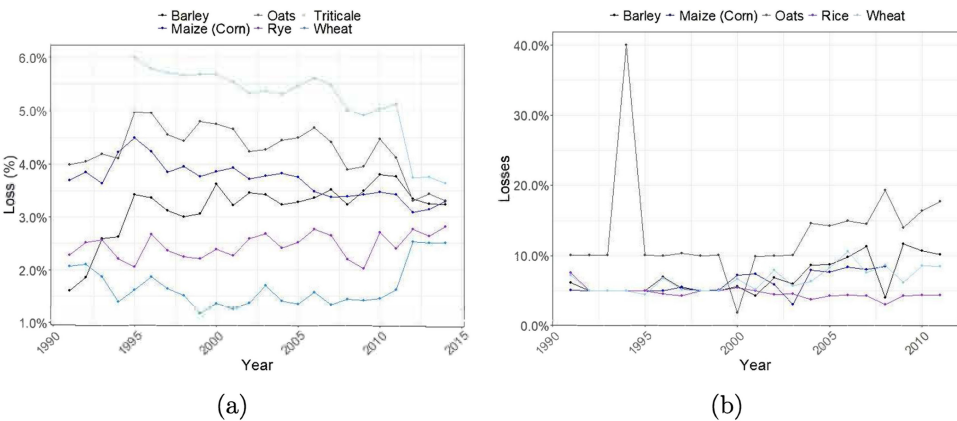 Barley Oats Triticale
Maize (Corn) Rye Wheat
6.0%
5.0%
4.0%
3.0%
2.0%
1.0%
Loss (%)
1990 1995 2000 2005 2010 2015
Year
(a)
Barley Maize (Corn) Oats Rice Wheat
40.0%
30.0%
20.0%
10.0%
0.0%
Losses
1990 1995 2000 2005 2010
Year
(b)